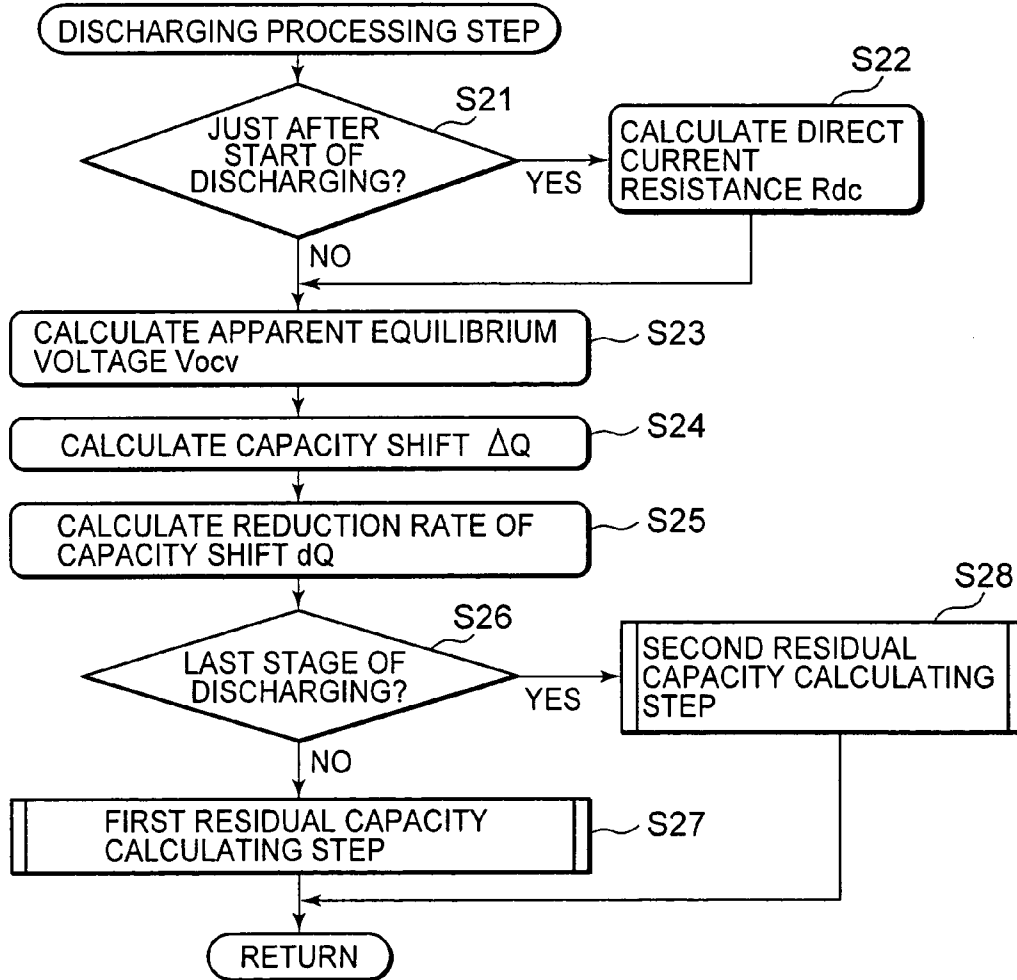 DISCHARGING PROCESSING STEP
S21
JUST AFTER
START OF
DISCHARGING?
YES
NO
S22
CALCULATE DIRECT
CURRENT
RESISTANCE Rdc
CALCULATE APPARENT EQUILIBRIUM
VOLTAGE Vocv
S23
CALCULATE CAPACITY SHIFT ΔQ
S24
CALCULATE REDUCTION RATE OF
CAPACITY SHIFT dQ
S25
S26
LAST STAGE OF
DISCHARGING?
YES
NO
S28
SECOND RESIDUAL
CAPACITY CALCULATING
STEP
FIRST RESIDUAL CAPACITY
CALCULATING STEP
S27
RETURN